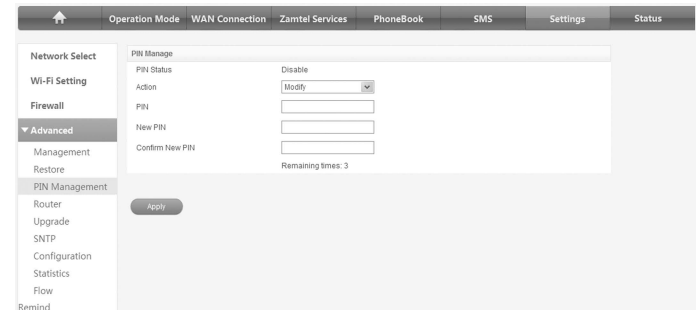 Operation Mode WAN Connection Zamtel Services PhoneBook SMS Settings Status
Network Select
Wi-Fi Setting
Firewall
Advanced
Management
Restore
PIN Management
Router
Upgrade
SNTP
Configuration
Statistics
Flow
Remind
PIN Manage
PIN Status Disable
Action Modify
PIN
New PIN
Confirm New PIN
Remaining times: 3
Apply